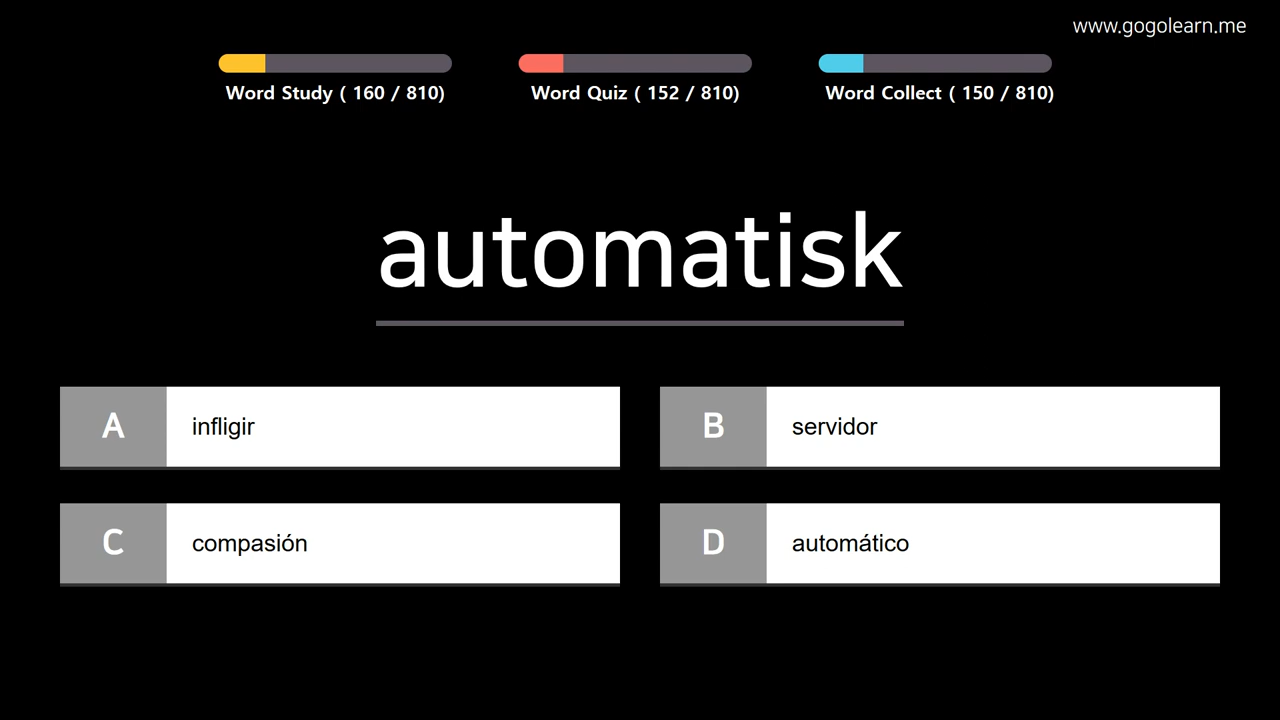 www.gogolearn.me
Word Study ( 160 / 810)
Word Quiz ( 152 / 810)
Word Collect ( 150 / 810)
automatisk
A infligir
B servidor
C compasión
D automático